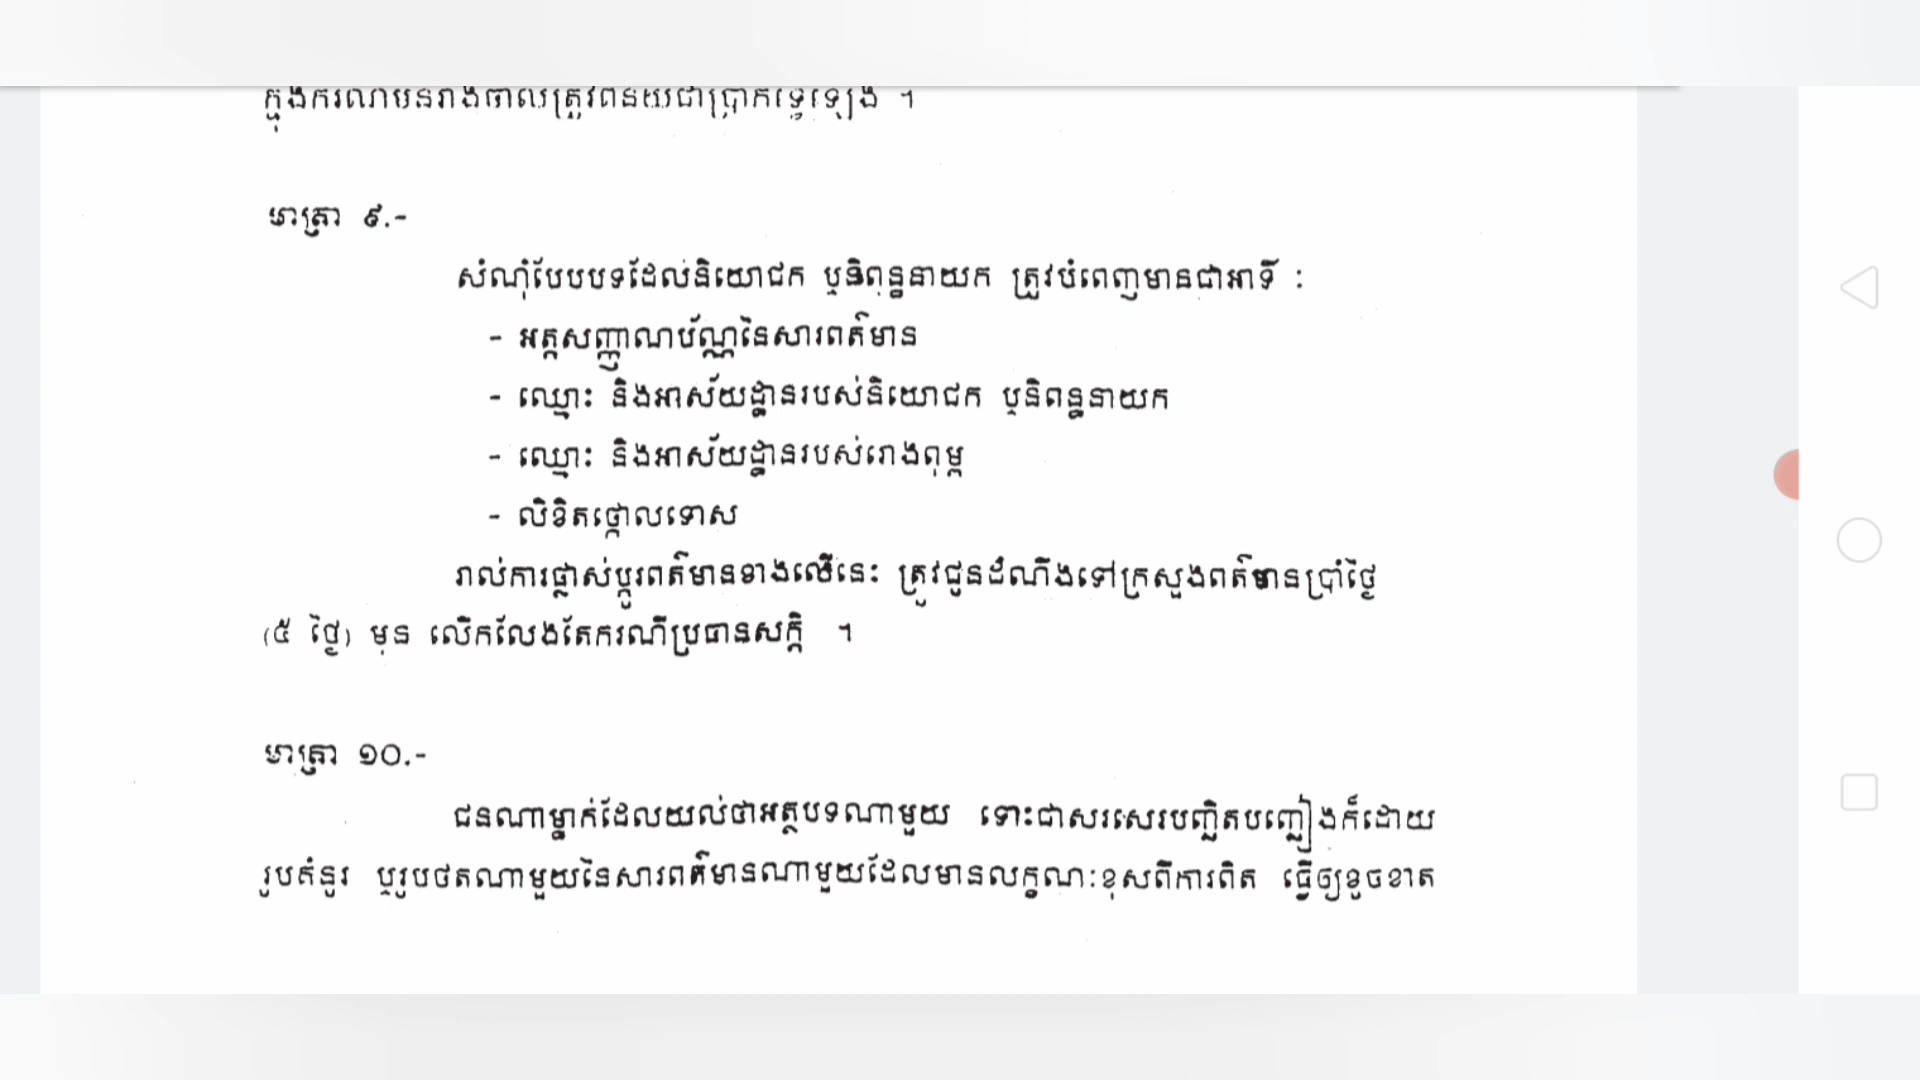 ក្នុងករណីមិនរាងចាលត្រូវពិន័យជាប្រាក់ទ្វេឡើង ។
មាត្រា ៩.-
សំណុំបែបបទដែលនិយោជក ឬនិពន្ធនាយក ត្រូវបំពេញមានជាអាទិ៍ :
- អត្តសញ្ញាណប័ណ្ណនៃសារពត៌មាន
- ឈ្មោះ និងអាស័យដ្ឋានរបស់និយោជក ឬនិពន្ធនាយក
- ឈ្មោះ និងអាស័យដ្ឋានរបស់រោងពុម្ព
- លិខិតថ្កោលទោស
រាល់ការផ្លាស់ប្តូរពត៌មានខាងលើនេះ ត្រូវជូនដំណឹងទៅក្រសួងពត៌មានប្រាំថ្ងៃ
(៥ ថ្ងៃ) មុន លើកលែងតែករណីប្រធានសក្តិ ។
មាត្រា ១០.-
ជនណាម្នាក់ដែលយល់ថាអត្ថបទណាមួយ ទោះជាសរសេរបញ្ឆិតបញ្ឆៀងក៏ដោយ
រូបគំនូរ ឬរូបថតណាមួយនៃសារពត៌មានណាមួយដែលមានលក្ខណៈខុសពីការពិត ធ្វើឲ្យខូចខាត